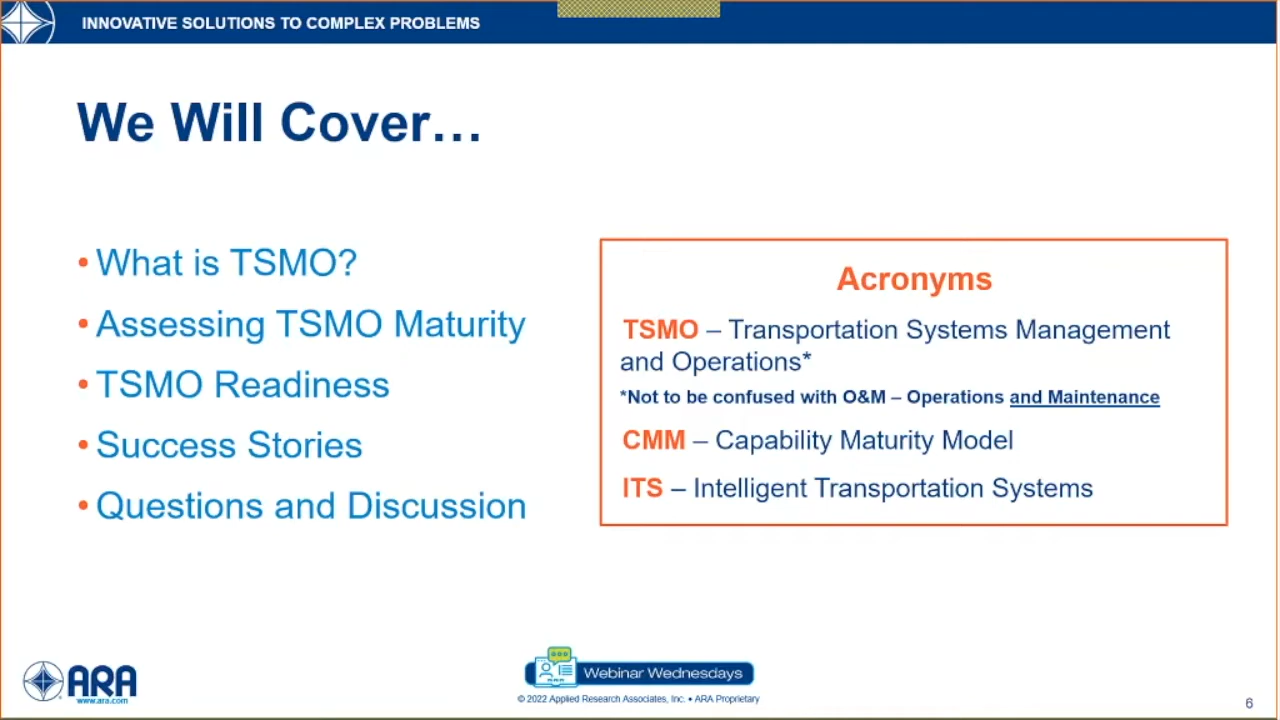 INNOVATIVE SOLUTIONS TO COMPLEX PROBLEMS
We Will Cover…
• What is TSMO?
• Assessing TSMO Maturity
• TSMO Readiness
• Success Stories
• Questions and Discussion
Acronyms
TSMO – Transportation Systems Management
and Operations*
*Not to be confused with O&M – Operations and Maintenance
CMM – Capability Maturity Model
ITS – Intelligent Transportation Systems
ARA
www.ara.com
Webinar Wednesdays
© 2022 Applied Research Associates, Inc. • ARA Proprietary
6